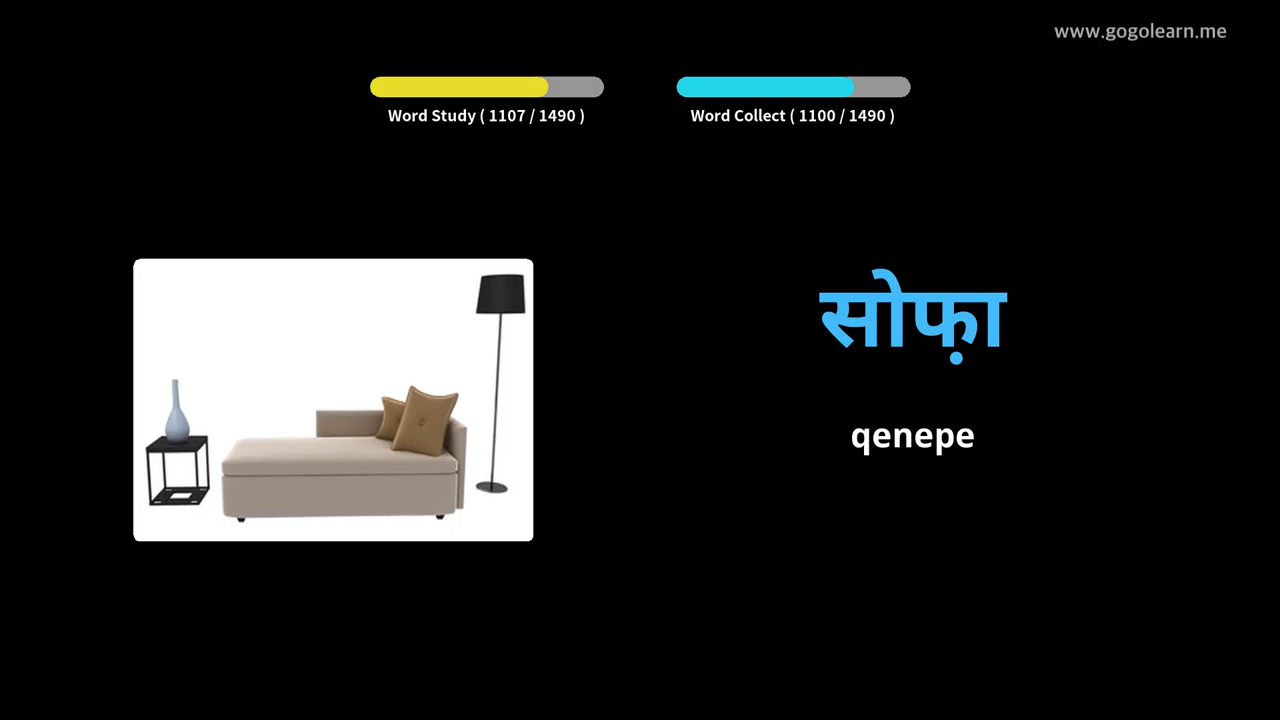 www.gogolearn.me
Word Study ( 1107 / 1490 )
Word Collect ( 1100 / 1490 )
सोफ़ा
qenepe